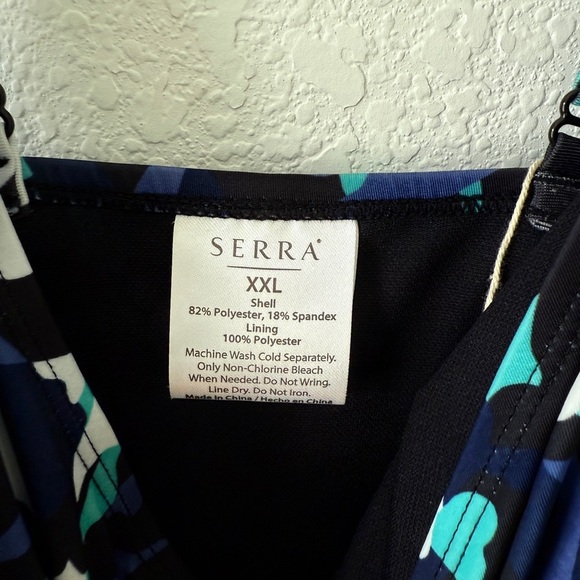 SERRA®
XXL
Shell
82% Polyester, 18% Spandex
Lining
100% Polyester
Machine Wash Cold Separately.
Only Non-Chlorine Bleach
When Needed. Do Not Wring.
Line Dry. Do Not Iron.
Made in China / Hecho en China